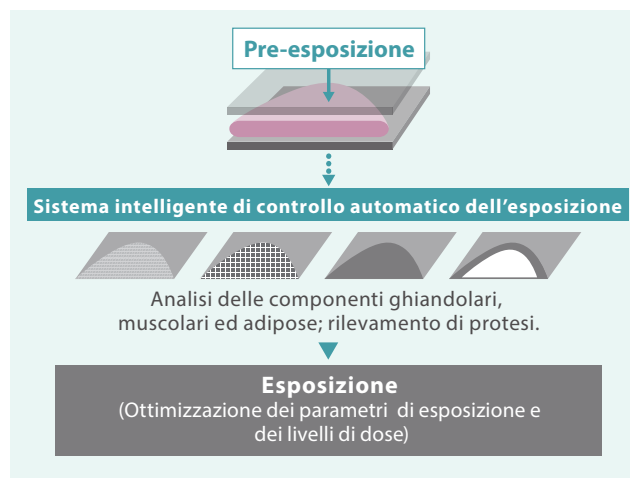 Pre-esposizione
Sistema intelligente di controllo automatico dell'esposizione
Analisi delle componenti ghiandolari,
muscolari ed adipose; rilevamento di protesi.
Esposizione
(Ottimizzazione dei parametri di esposizione e
dei livelli di dose)